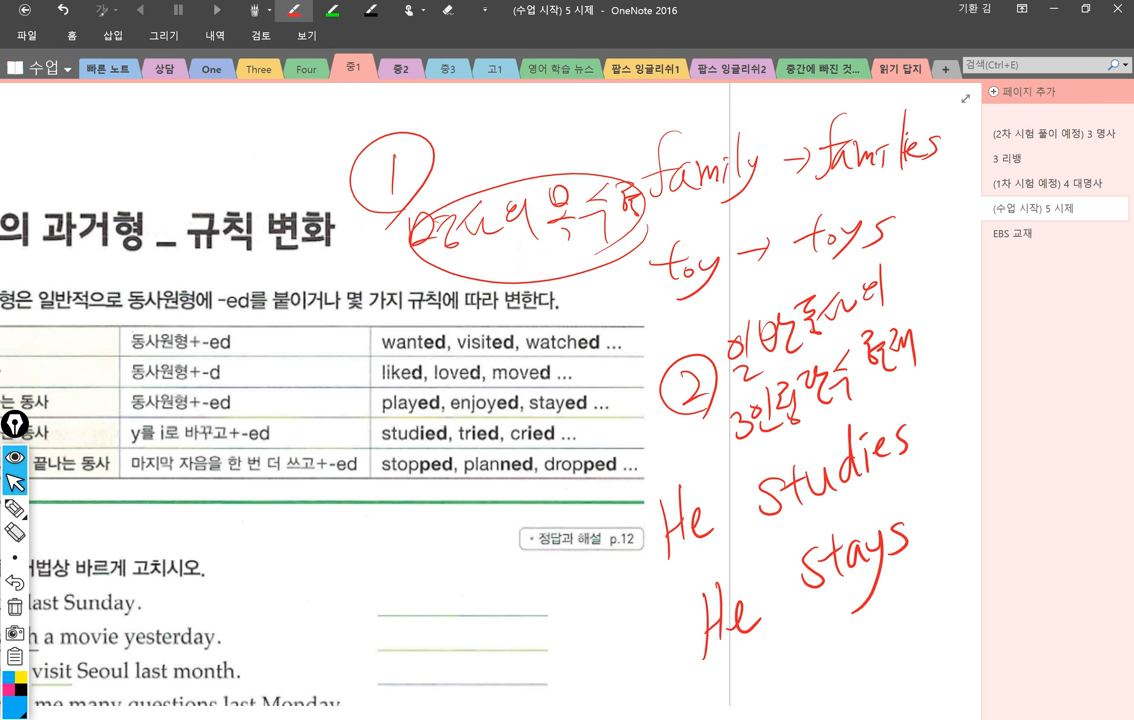 (수업 시작) 5 시제 - OneNote 2016
기환 김
파일 홈 삽입 그리기 내역 검토 보기
수업 빠른 노트 상담 One Three Four 중1 중2 중3 고1 영어 학습 뉴스 팝스 잉글리쉬1 팝스 잉글리쉬2 중간에 빠진 것... 읽기 답지 + 검색(Ctrl+E)
페이지 추가
(2차 시험 풀이 예정) 3 명사
3 리뱅
(1차 시험 예정) 4 대명사
(수업 시작) 5 시제
EBS 교재
1
명사의 복수형
family → families
toy → toys
2
일반동사의
3인칭 단수 현재
He studies
He stays
의 과거형 _ 규칙 변화
형은 일반적으로 동사원형에 -ed를 붙이거나 몇 가지 규칙에 따라 변한다.
동사원형+-ed wanted, visited, watched ...
동사원형+-d liked, loved, moved ...
는 동사 동사원형+-ed played, enjoyed, stayed ...
는 동사 y를 i로 바꾸고+-ed studied, tried, cried ...
끝나는 동사 마지막 자음을 한 번 더 쓰고+-ed stopped, planned, dropped ...
• 정답과 해설 p.12
어법상 바르게 고치시오.
last Sunday.
h a movie yesterday.
visit Seoul last month.
me many questions last Monday